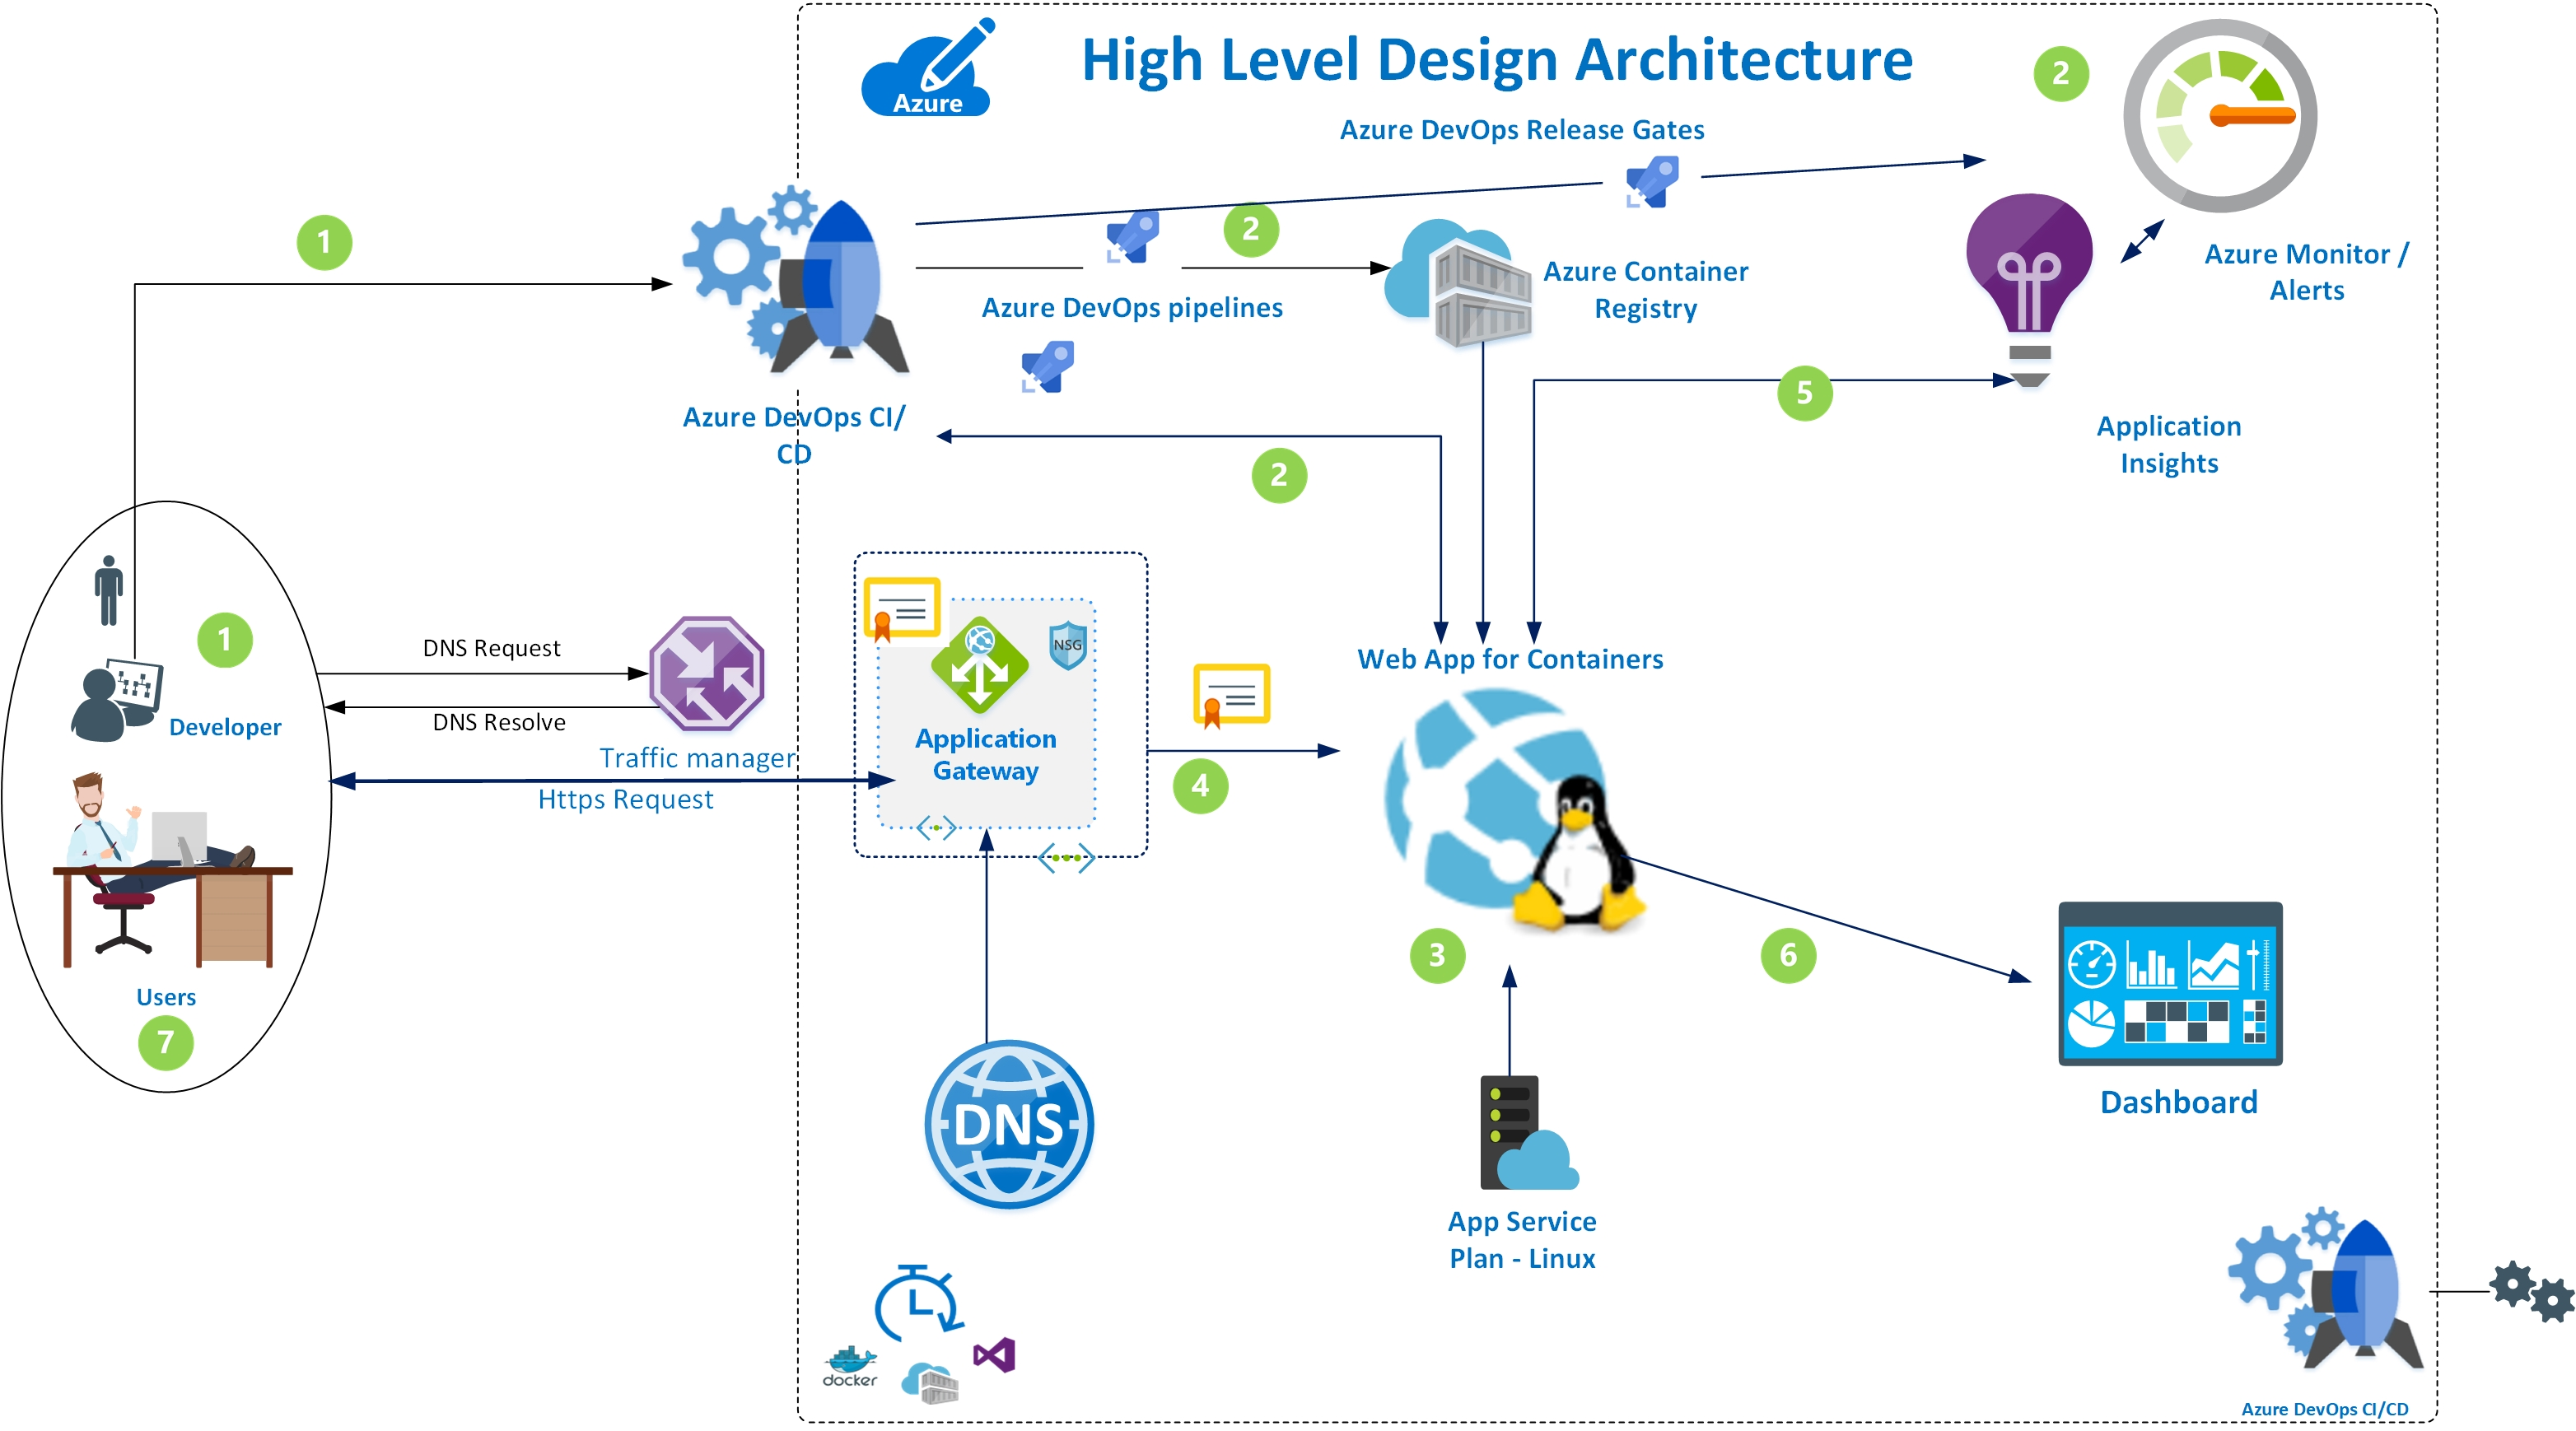 High Level Design Architecture
Azure
2
Azure DevOps Release Gates
1
2
Azure DevOps pipelines
Azure Container
Registry
Azure Monitor /
Alerts
Azure DevOps CI/
CD
5
2
Application
Insights
1
Developer
DNS Request
DNS Resolve
Traffic manager
Https Request
NSG
Application
Gateway
4
Web App for Containers
Users
7
3
6
DNS
Dashboard
App Service
Plan - Linux
docker
Azure DevOps CI/CD